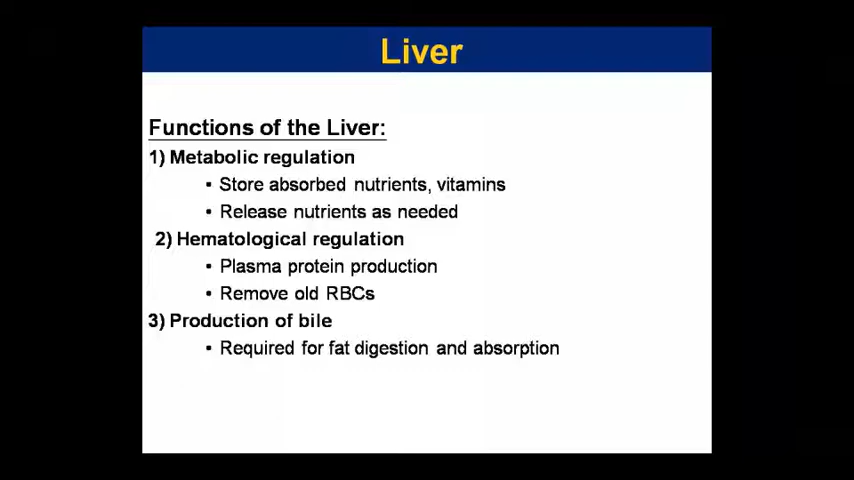 Liver
Functions of the Liver:
1) Metabolic regulation
▪ Store absorbed nutrients, vitamins
▪ Release nutrients as needed
2) Hematological regulation
▪ Plasma protein production
▪ Remove old RBCs
3) Production of bile
▪ Required for fat digestion and absorption